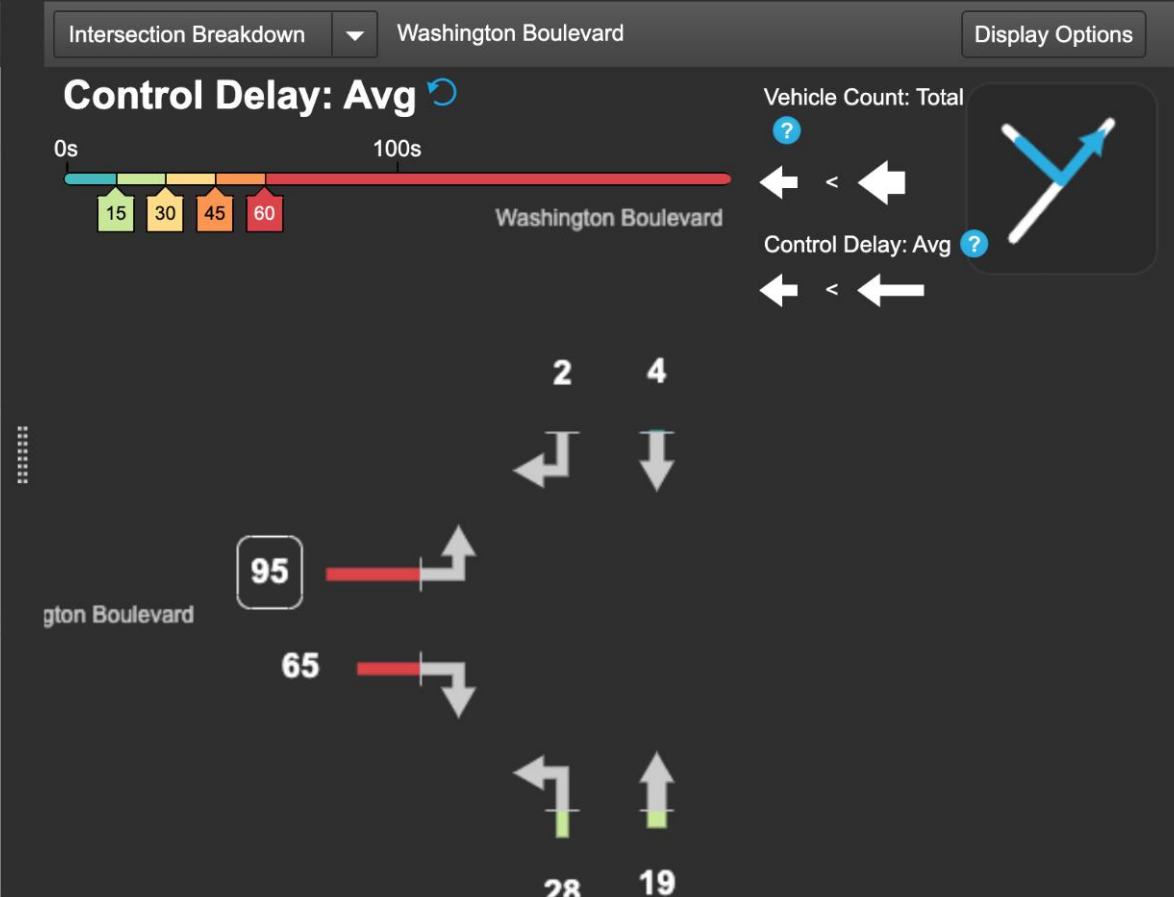 Intersection Breakdown
Washington Boulevard
Display Options
Control Delay: Avg
Vehicle Count: Total
?
0s
100s
15
30
45
60
<
Washington Boulevard
Control Delay: Avg
?
<
2
4
95
gton Boulevard
65
28
19